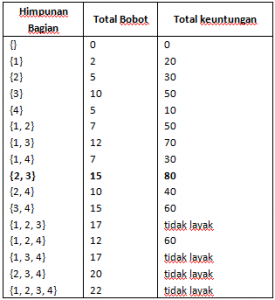 Himpunan Bagian Total Bobot Total keuntungan
{} 0 0
{1} 2 20
{2} 5 30
{3} 10 50
{4} 5 10
{1, 2} 7 50
{1, 3} 12 70
{1, 4} 7 30
{2, 3} 15 80
{2, 4} 10 40
{3, 4} 15 60
{1, 2, 3} 17 tidak layak
{1, 2, 4} 12 60
{1, 3, 4} 17 tidak layak
{2, 3, 4} 20 tidak layak
{1, 2, 3, 4} 22 tidak layak